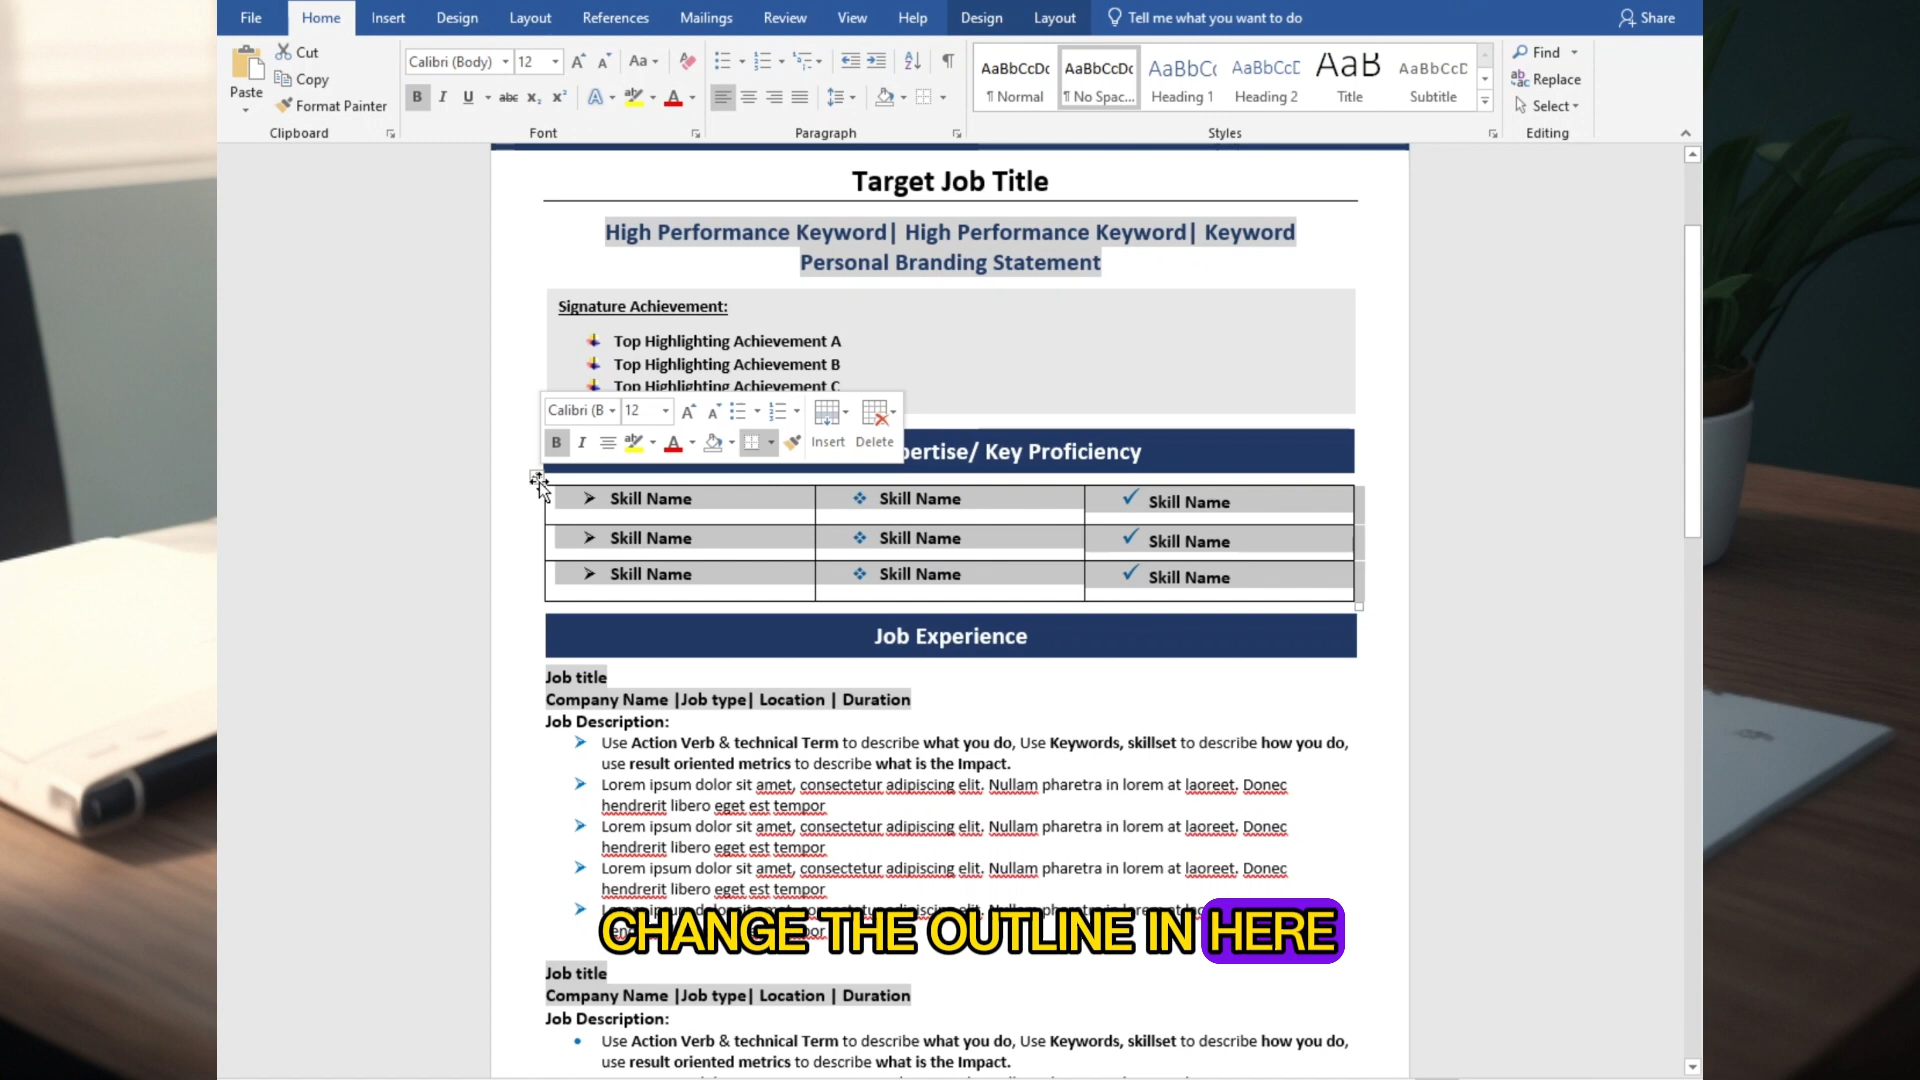 File Home Insert Design Layout References Mailings Review View Help Design Layout Tell me what you want to do Share
Paste Cut Copy Format Painter
Calibri (Body) 12 Aa
B I U abc X₂ X² A A
AaBbCcDc AaBbCcDc AaBbCc AaBbCcD AaB AaBbCcD
¶ Normal ¶ No Spac... Heading 1 Heading 2 Title Subtitle
Find Replace Select
Clipboard Font Paragraph Styles Editing
Target Job Title
High Performance Keyword| High Performance Keyword| Keyword
Personal Branding Statement
Signature Achievement:
Top Highlighting Achievement A
Top Highlighting Achievement B
Top Highlighting Achievement C
Calibri (B 12
B I A Insert Delete
pertise/ Key Proficiency
Skill Name Skill Name Skill Name
Skill Name Skill Name Skill Name
Skill Name Skill Name Skill Name
Job Experience
Job title
Company Name |Job type| Location | Duration
Job Description:
Use Action Verb & technical Term to describe what you do, Use Keywords, skillset to describe how you do,
use result oriented metrics to describe what is the Impact.
Lorem ipsum dolor sit amet, consectetur adipiscing elit. Nullam pharetra in lorem at laoreet. Donec
hendrerit libero eget est tempor
Lorem ipsum dolor sit amet, consectetur adipiscing elit. Nullam pharetra in lorem at laoreet. Donec
hendrerit libero eget est tempor
Lorem ipsum dolor sit amet, consectetur adipiscing elit. Nullam pharetra in lorem at laoreet. Donec
hendrerit libero eget est tempor
CHANGE THE OUTLINE IN HERE
Job title
Company Name |Job type| Location | Duration
Job Description:
Use Action Verb & technical Term to describe what you do, Use Keywords, skillset to describe how you do,
use result oriented metrics to describe what is the Impact.